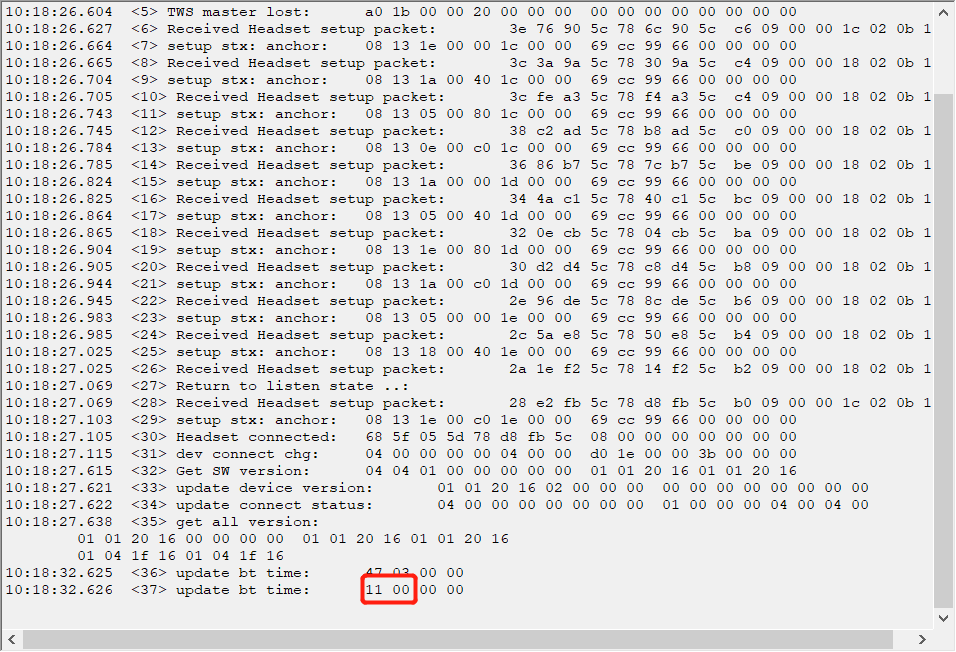 10:18:26.604 <5> TWS master lost: a0 1b 00 00 20 00 00 00 00 00 00 00 00 00 00 00
10:18:26.627 <6> Received Headset setup packet: 3e 76 90 5c 78 6c 90 5c c6 09 00 00 1c 02 0b 1
10:18:26.664 <7> setup stx: anchor: 08 13 1e 00 00 1c 00 00 69 cc 99 66 00 00 00 00
10:18:26.665 <8> Received Headset setup packet: 3c 3a 9a 5c 78 30 9a 5c c4 09 00 00 18 02 0b 1
10:18:26.704 <9> setup stx: anchor: 08 13 1a 00 40 1c 00 00 69 cc 99 66 00 00 00 00
10:18:26.705 <10> Received Headset setup packet: 3c fe a3 5c 78 f4 a3 5c c4 09 00 00 18 02 0b 1
10:18:26.743 <11> setup stx: anchor: 08 13 05 00 80 1c 00 00 69 cc 99 66 00 00 00 00
10:18:26.745 <12> Received Headset setup packet: 38 c2 ad 5c 78 b8 ad 5c c0 09 00 00 18 02 0b 1
10:18:26.784 <13> setup stx: anchor: 08 13 0e 00 c0 1c 00 00 69 cc 99 66 00 00 00 00
10:18:26.785 <14> Received Headset setup packet: 36 86 b7 5c 78 7c b7 5c be 09 00 00 18 02 0b 1
10:18:26.824 <15> setup stx: anchor: 08 13 1a 00 00 1d 00 00 69 cc 99 66 00 00 00 00
10:18:26.825 <16> Received Headset setup packet: 34 4a c1 5c 78 40 c1 5c bc 09 00 00 18 02 0b 1
10:18:26.864 <17> setup stx: anchor: 08 13 05 00 40 1d 00 00 69 cc 99 66 00 00 00 00
10:18:26.865 <18> Received Headset setup packet: 32 0e cb 5c 78 04 cb 5c ba 09 00 00 18 02 0b 1
10:18:26.904 <19> setup stx: anchor: 08 13 1e 00 80 1d 00 00 69 cc 99 66 00 00 00 00
10:18:26.905 <20> Received Headset setup packet: 30 d2 d4 5c 78 c8 d4 5c b8 09 00 00 18 02 0b 1
10:18:26.944 <21> setup stx: anchor: 08 13 1a 00 c0 1d 00 00 69 cc 99 66 00 00 00 00
10:18:26.945 <22> Received Headset setup packet: 2e 96 de 5c 78 8c de 5c b6 09 00 00 18 02 0b 1
10:18:26.983 <23> setup stx: anchor: 08 13 05 00 00 1e 00 00 69 cc 99 66 00 00 00 00
10:18:26.985 <24> Received Headset setup packet: 2c 5a e8 5c 78 50 e8 5c b4 09 00 00 18 02 0b 1
10:18:27.025 <25> setup stx: anchor: 08 13 18 00 40 1e 00 00 69 cc 99 66 00 00 00 00
10:18:27.025 <26> Received Headset setup packet: 2a 1e f2 5c 78 14 f2 5c b2 09 00 00 18 02 0b 1
10:18:27.069 <27> Return to listen state ..:
10:18:27.069 <28> Received Headset setup packet: 28 e2 fb 5c 78 d8 fb 5c b0 09 00 00 1c 02 0b 1
10:18:27.103 <29> setup stx: anchor: 08 13 1e 00 c0 1e 00 00 69 cc 99 66 00 00 00 00
10:18:27.105 <30> Headset connected: 68 5f 05 5d 78 d8 fb 5c 08 00 00 00 00 00 00 00
10:18:27.115 <31> dev connect chg: 04 00 00 00 00 04 00 00 d0 1e 00 00 3b 00 00 00
10:18:27.615 <32> Get SW version: 04 04 01 00 00 00 00 00 01 01 20 16 01 01 20 16
10:18:27.621 <33> update device version: 01 01 20 16 02 00 00 00 00 00 00 00 00 00 00 00
10:18:27.622 <34> update connect status: 04 00 00 00 00 00 00 00 01 00 00 00 04 00 04 00
10:18:27.638 <35> get all version:
01 01 20 16 00 00 00 00 01 01 20 16 01 01 20 16
01 04 1f 16 01 04 1f 16
10:18:32.625 <36> update bt time: 47 03 00 00
10:18:32.626 <37> update bt time: 11 00 00 00